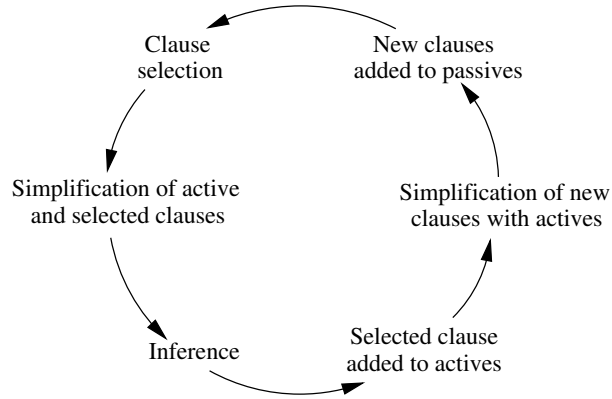 Clause
selection
New clauses
added to passives
Simplification of active
and selected clauses
Simplification of new
clauses with actives
Inference
Selected clause
added to actives